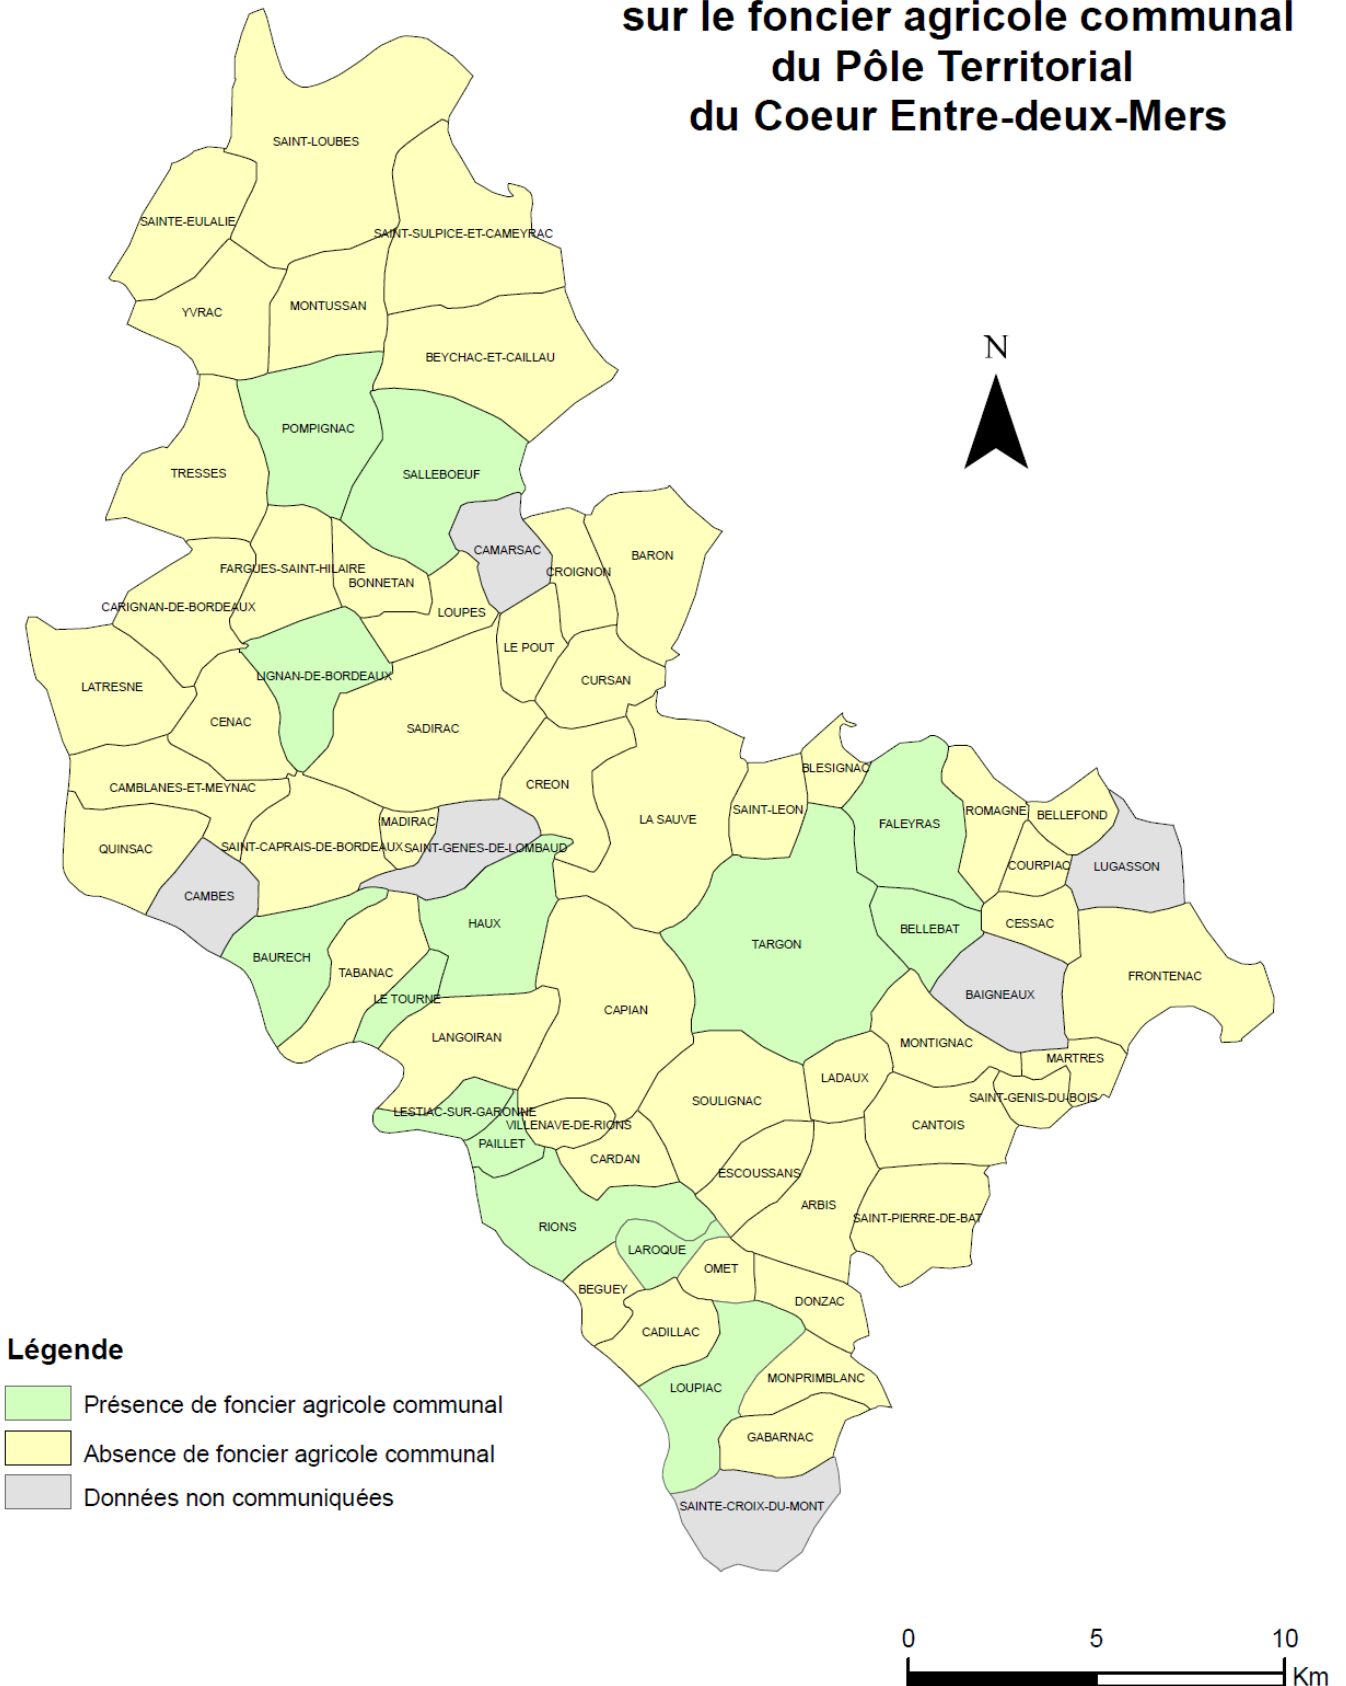 sur le foncier agricole communal
du Pôle Territorial
du Coeur Entre-deux-Mers
SAINT-LOUBES
SAINTE-EULALIE
SAINT-SULPICE-ET-CAMEYRAC
MONTUSSAN
YVRAC
N
BEYCHAC-ET-CAILLAU
POMPIGNAC
TRESSES
SALLEBOEUF
CAMARSAC
BARON
FARGUES-SAINT-HILAIRE
CROIGNON
BONNETAN
CARIGNAN-DE-BORDEAUX
LOUPES
LE POUT
LIGNAN-DE-BORDEAUX
CURSAN
LATRESNE
CENAC
SADIRAC
BLESIGNAC
CREON
CAMBLANES-ET-MEYNAC
SAINT-LEON
ROMAGNE
BELLEFOND
LA SAUVE
MADIRAC
FALEYRAS
QUINSAC
SAINT-CAPRAIS-DE-BORDEAUX
SAINT-GENES-DE-LOMBAUD
COURPIAC
LUGASSON
CAMBES
HAUX
CESSAC
BELLEBAT
TARGON
BAURECH
TABANAC
FRONTENAC
BAIGNEAUX
LE TOURNE
CAPIAN
LANGOIRAN
MONTIGNAC
MARTRES
LADAUX
SOULIGNAC
SAINT-GENIS-DU-BOIS
LESTIAC-SUR-GARONNE
VILLENAVE-DE-RIONS
CANTOIS
PAILLET
CARDAN
ESCOUSSANS
ARBIS
SAINT-PIERRE-DE-BAT
RIONS
LAROQUE
OMET
BEGUEY
DONZAC
CADILLAC
Légende
MONPRIMBLANC
LOUPIAC
Présence de foncier agricole communal
GABARNAC
Absence de foncier agricole communal
Données non communiquées
SAINTE-CROIX-DU-MONT
0 5 10
Km